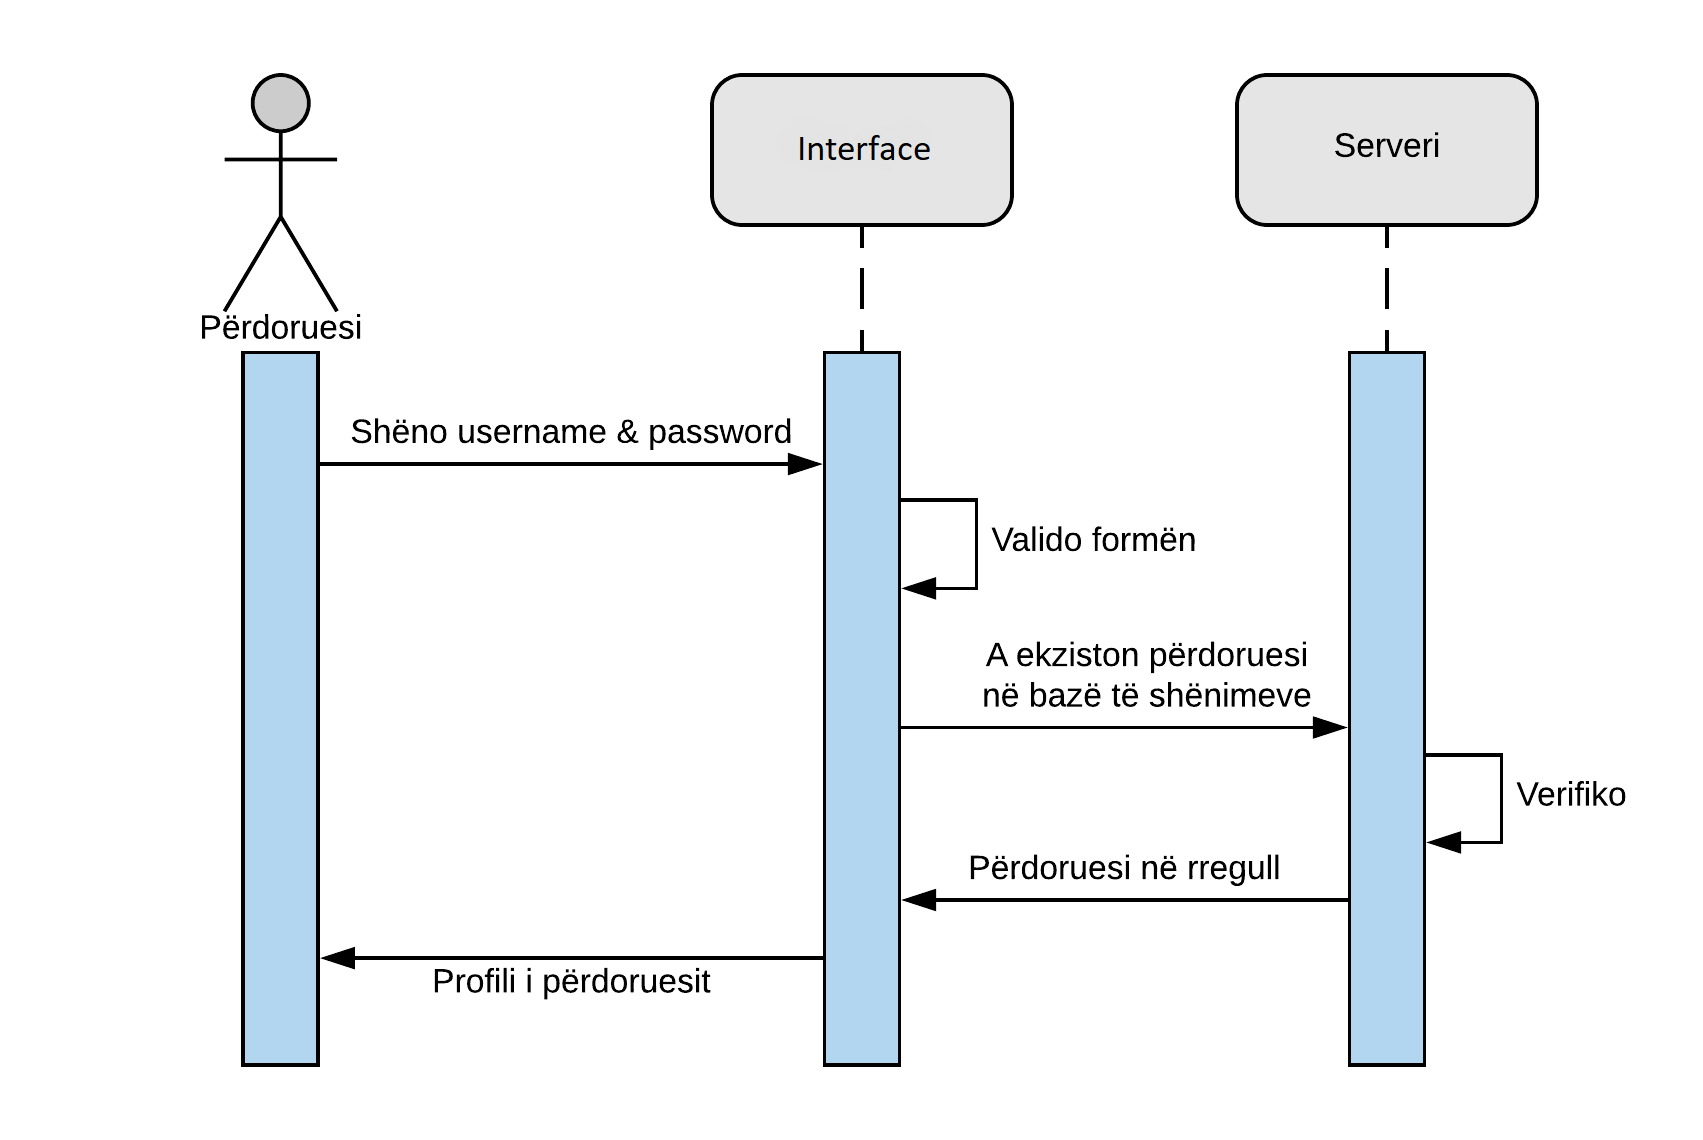 Interface
Serveri
Përdoruesi
Shëno username & password
Valido formën
A ekziston përdoruesi
në bazë të shënimeve
Verifiko
Përdoruesi në rregull
Profili i përdoruesit